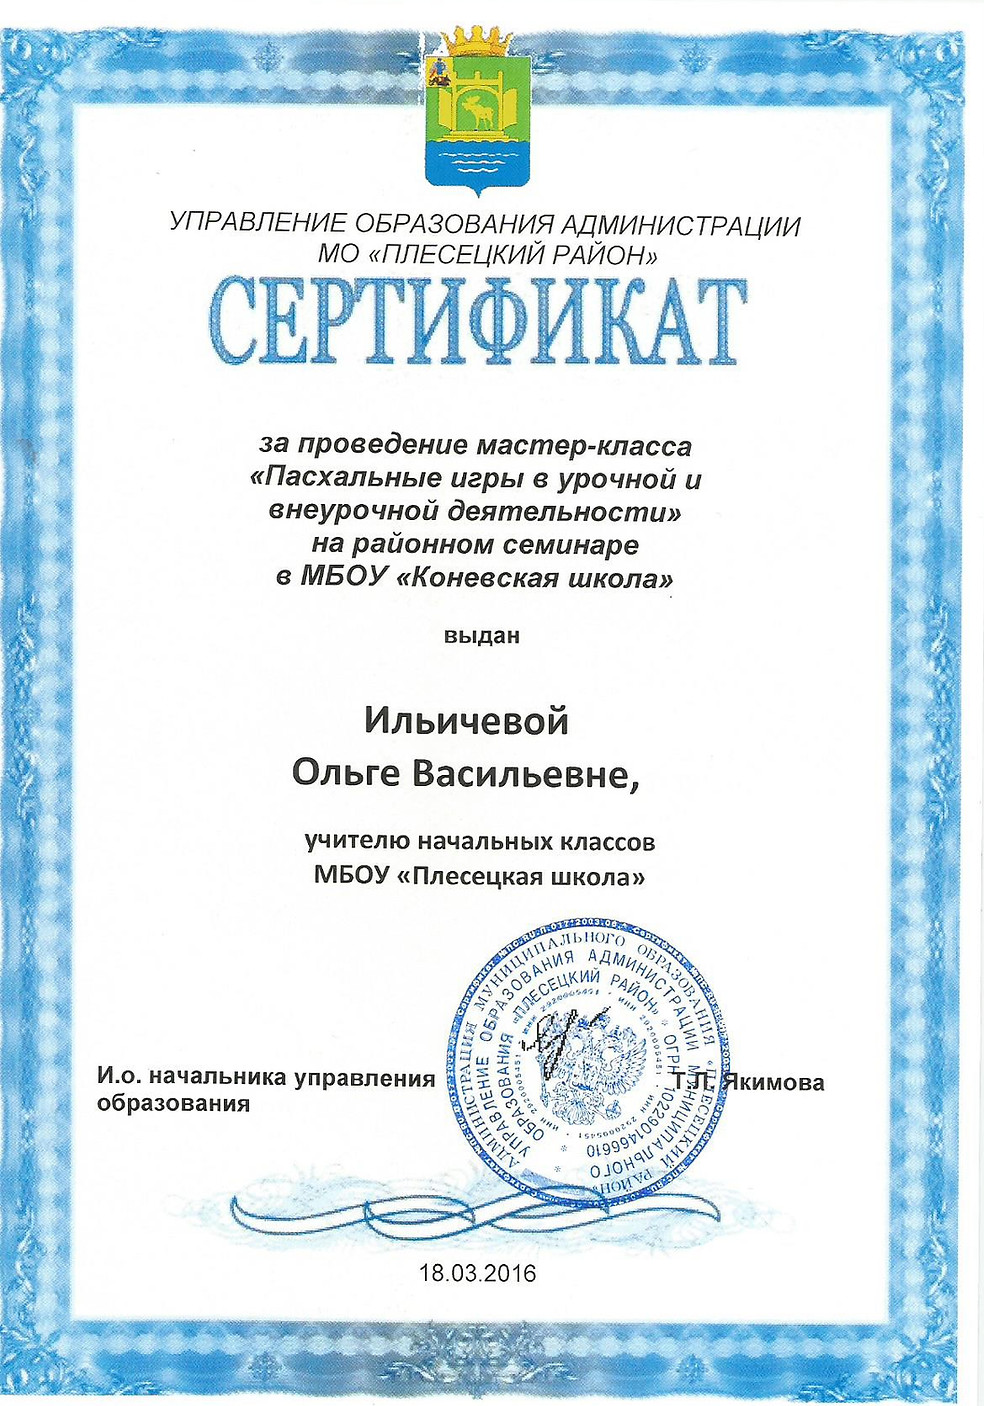 УПРАВЛЕНИЕ ОБРАЗОВАНИЯ АДМИНИСТРАЦИИ
МО «ПЛЕСЕЦКИЙ РАЙОН»
СЕРТИФИКАТ
за проведение мастер-класса
«Пасхальные игры в урочной и
внеурочной деятельности»
на районном семинаре
в МБОУ «Коневская школа»
выдан
Ильичевой
Ольге Васильевне,
учителю начальных классов
МБОУ «Плесецкая школа»
И.о. начальника управления
образования
Т.Л. Якимова
АДМИНИСТРАЦИЯ МУНИЦИПАЛЬНОГО ОБРАЗОВАНИЯ «ПЛЕСЕЦКИЙ РАЙОН»
УПРАВЛЕНИЕ ОБРАЗОВАНИЯ АДМИНИСТРАЦИИ МУНИЦИПАЛЬНОГО
ОБРАЗОВАНИЯ «ПЛЕСЕЦКИЙ РАЙОН» * ОГРН 1022901466610
ИНН 2920005451
18.03.2016